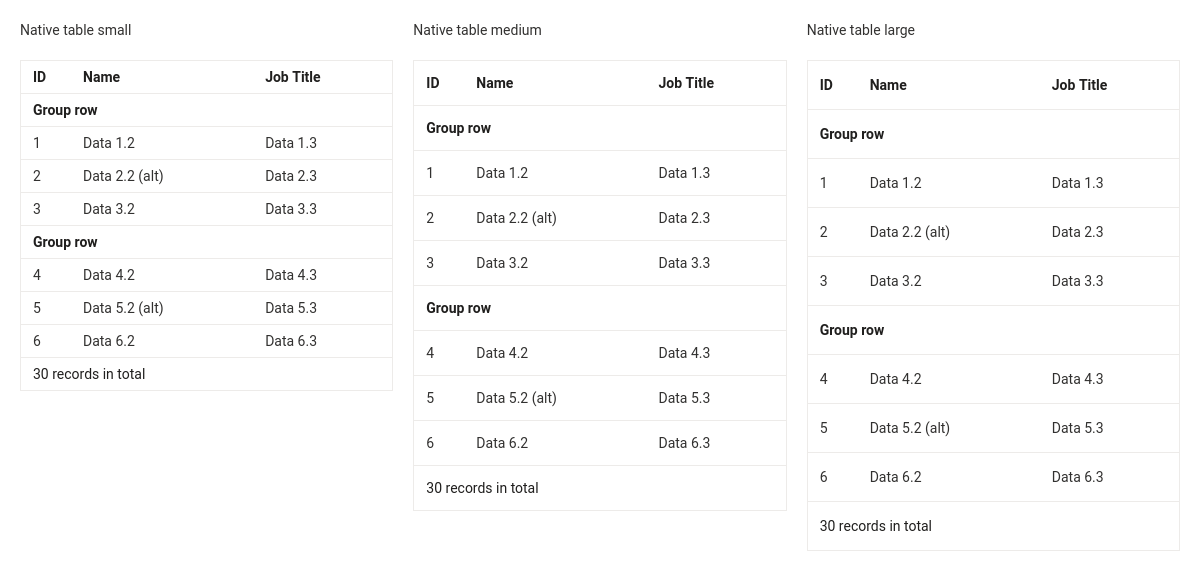 Native table small
ID Name Job Title
Group row
1 Data 1.2 Data 1.3
2 Data 2.2 (alt) Data 2.3
3 Data 3.2 Data 3.3
Group row
4 Data 4.2 Data 4.3
5 Data 5.2 (alt) Data 5.3
6 Data 6.2 Data 6.3
30 records in total
Native table medium
ID Name Job Title
Group row
1 Data 1.2 Data 1.3
2 Data 2.2 (alt) Data 2.3
3 Data 3.2 Data 3.3
Group row
4 Data 4.2 Data 4.3
5 Data 5.2 (alt) Data 5.3
6 Data 6.2 Data 6.3
30 records in total
Native table large
ID Name Job Title
Group row
1 Data 1.2 Data 1.3
2 Data 2.2 (alt) Data 2.3
3 Data 3.2 Data 3.3
Group row
4 Data 4.2 Data 4.3
5 Data 5.2 (alt) Data 5.3
6 Data 6.2 Data 6.3
30 records in total